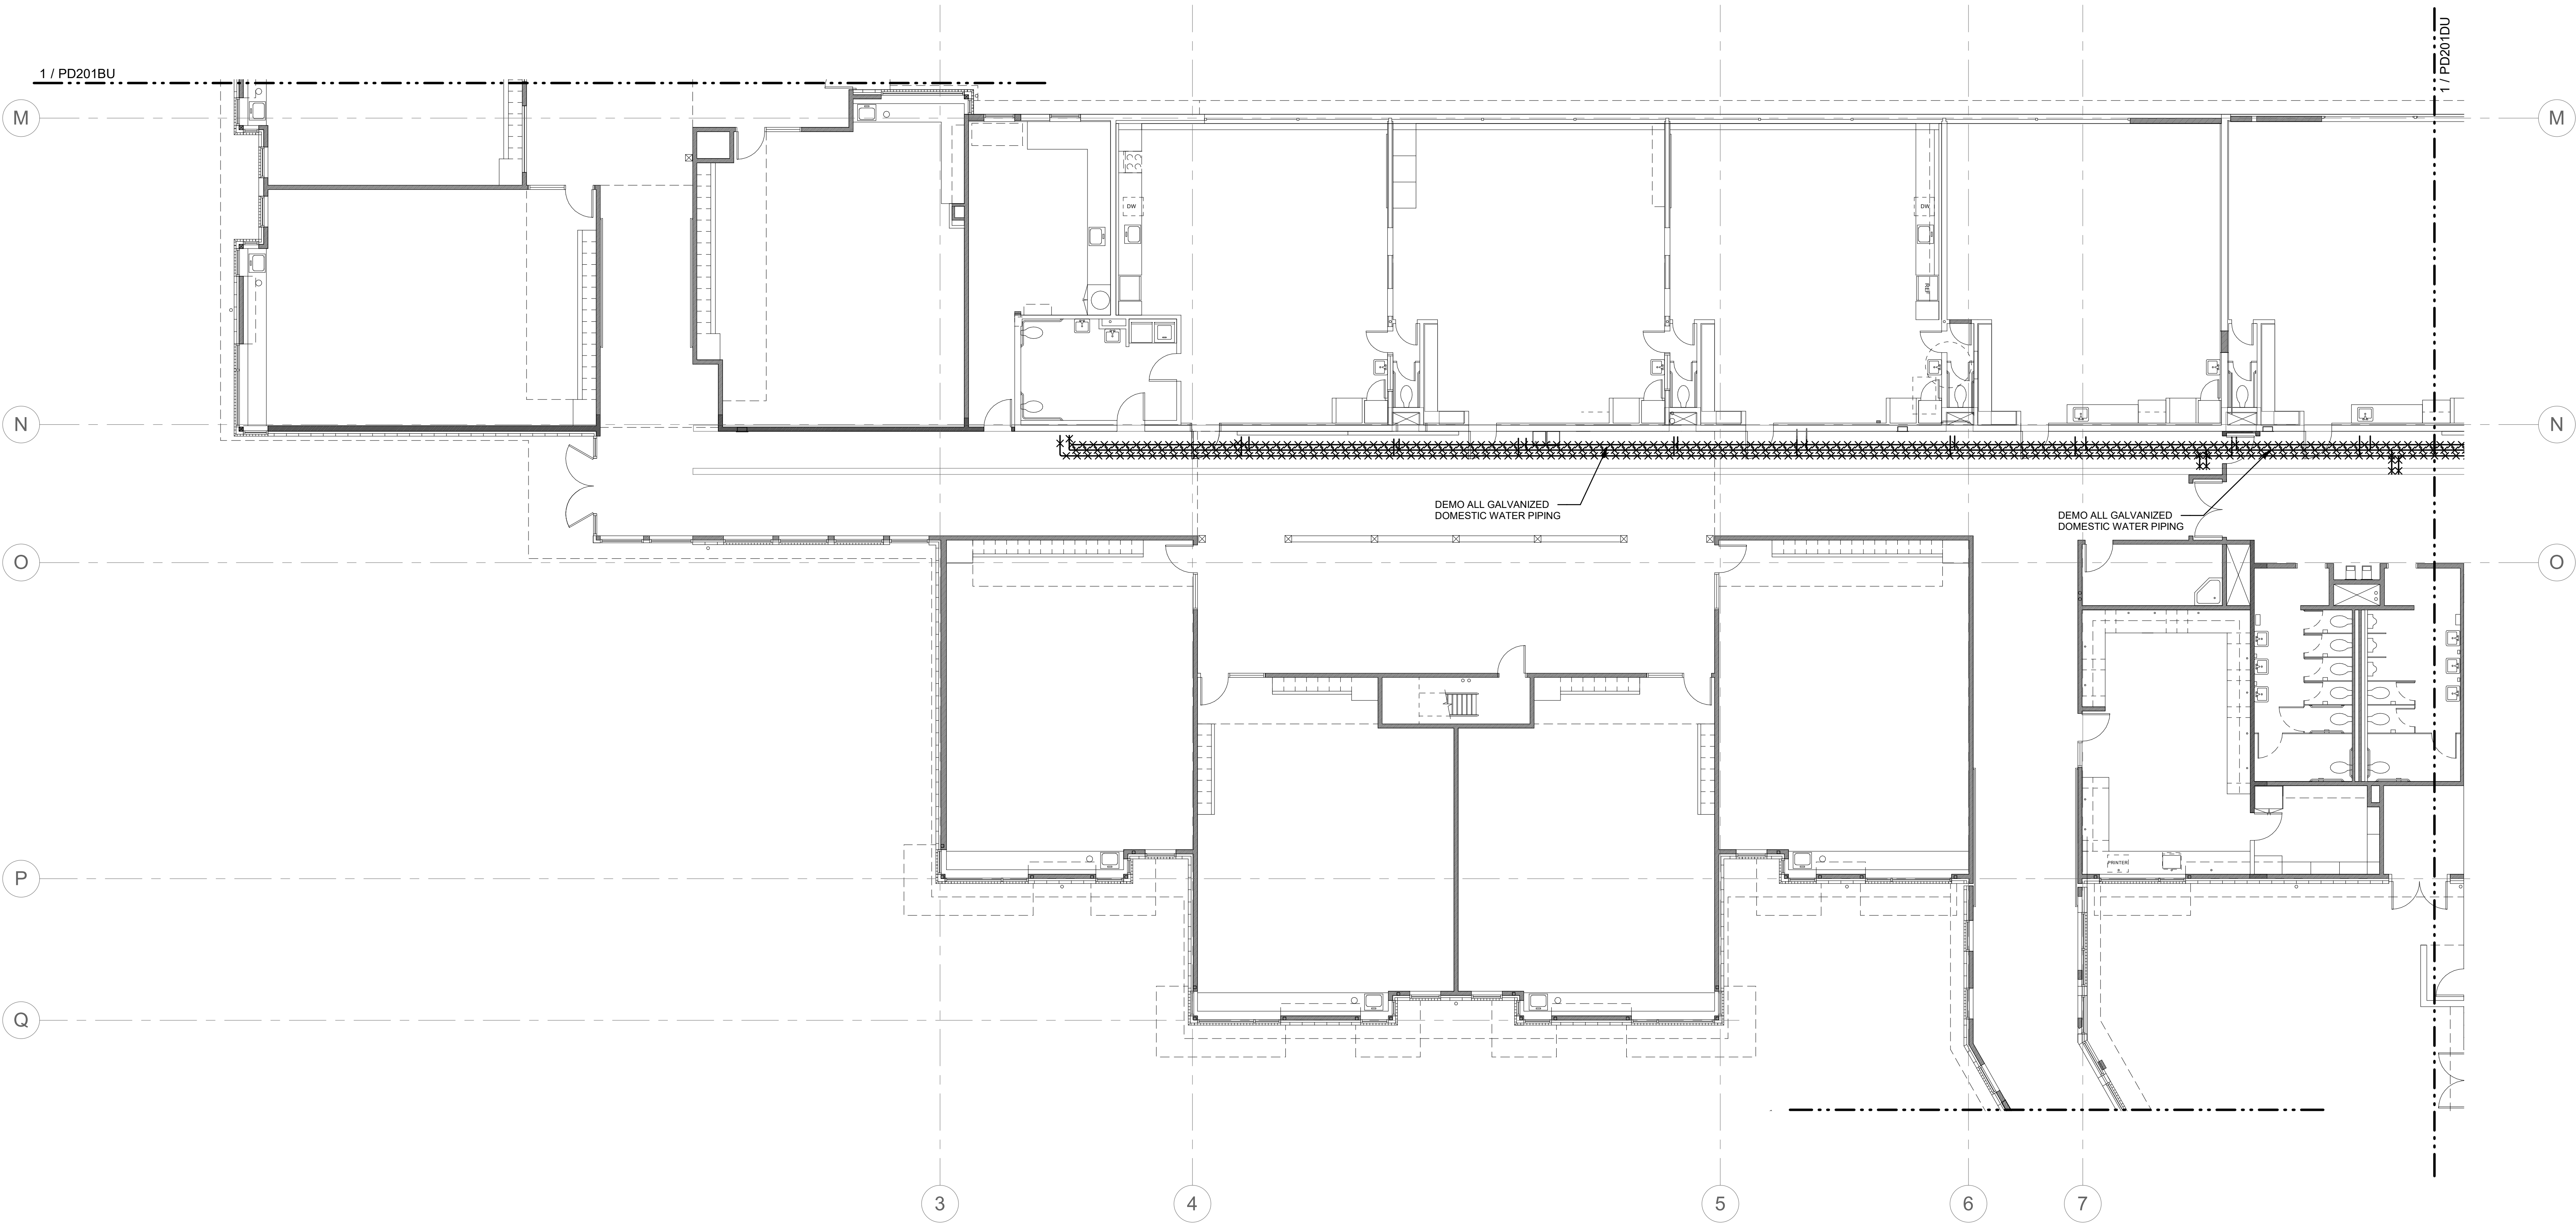 1 / PD201BU
1 / PD201DU
M
M
DW
DW
REF
N
N
DEMO ALL GALVANIZED
DOMESTIC WATER PIPING
DEMO ALL GALVANIZED
DOMESTIC WATER PIPING
O
O
PRINTER
P
Q
3
4
5
6
7